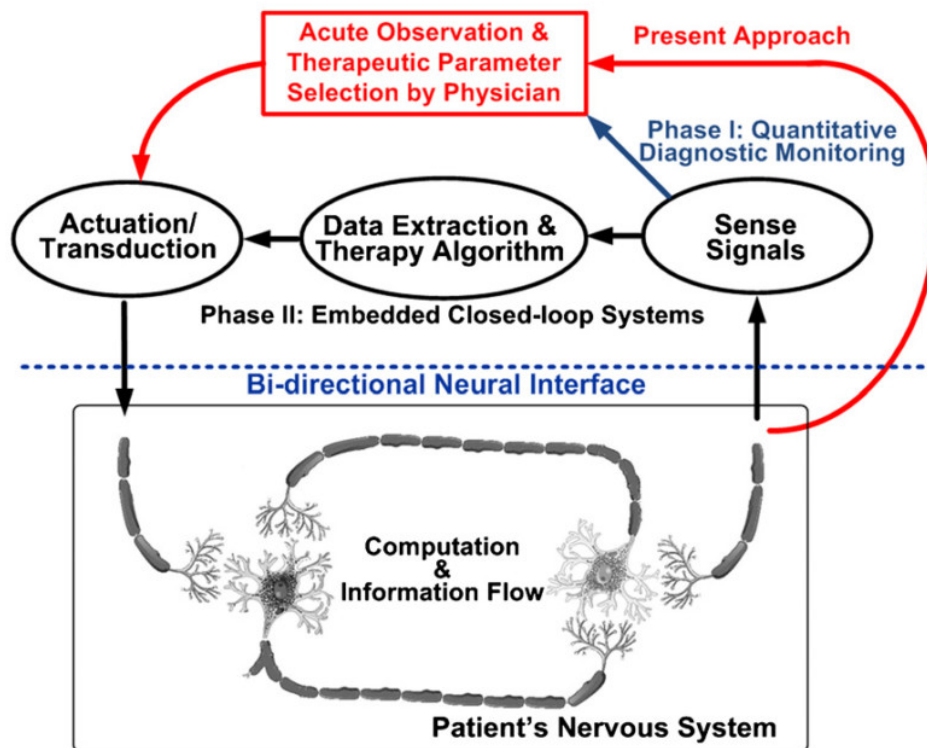 Acute Observation &
Therapeutic Parameter
Selection by Physician
Present Approach
Phase I: Quantitative
Diagnostic Monitoring
Actuation/
Transduction
Data Extraction &
Therapy Algorithm
Sense
Signals
Phase II: Embedded Closed-loop Systems
Bi-directional Neural Interface
Computation
&
Information Flow
Patient's Nervous System